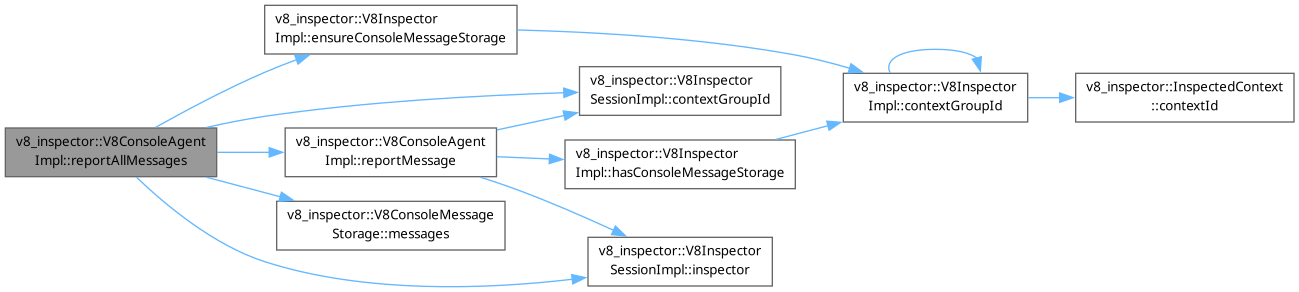 v8_inspector::V8ConsoleAgent
Impl::reportAllMessages
v8_inspector::V8Inspector
Impl::ensureConsoleMessageStorage
v8_inspector::V8Inspector
SessionImpl::contextGroupId
v8_inspector::V8ConsoleAgent
Impl::reportMessage
v8_inspector::V8Inspector
Impl::hasConsoleMessageStorage
v8_inspector::V8ConsoleMessage
Storage::messages
v8_inspector::V8Inspector
SessionImpl::inspector
v8_inspector::V8Inspector
Impl::contextGroupId
v8_inspector::InspectedContext
::contextId